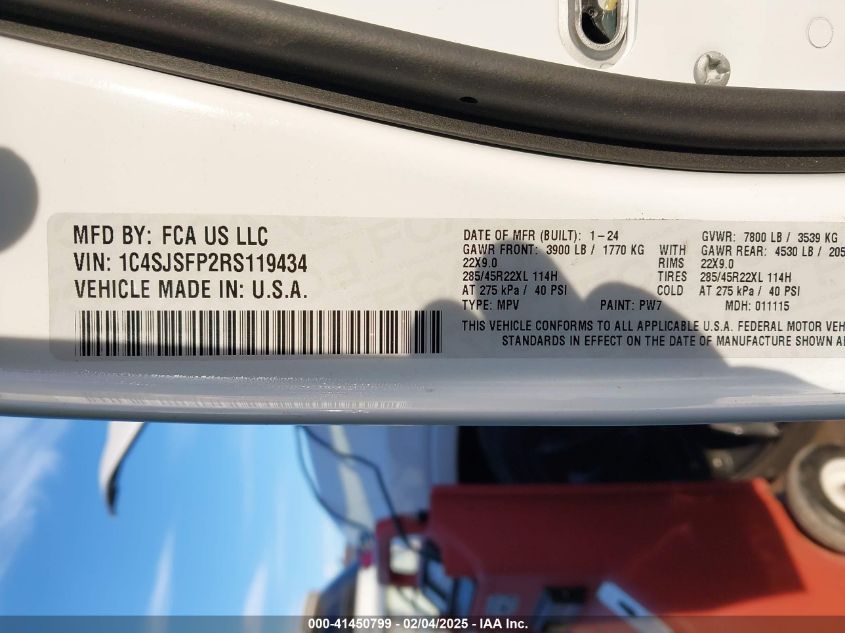 MFD BY: FCA US LLC
VIN: 1C4SJSFP2RS119434
VEHICLE MADE IN: U.S.A.
DATE OF MFR (BUILT): 1-24 GVWR: 7800 LB / 3539 KG
GAWR FRONT: 3900 LB / 1770 KG WITH GAWR REAR: 4530 LB / 205
22X9.0 RIMS 22X9.0
285/45R22XL 114H TIRES 285/45R22XL 114H
AT 275 kPa / 40 PSI COLD AT 275 kPa / 40 PSI
TYPE: MPV PAINT: PW7 MDH: 011115
THIS VEHICLE CONFORMS TO ALL APPLICABLE U.S.A. FEDERAL MOTOR VEH
STANDARDS IN EFFECT ON THE DATE OF MANUFACTURE SHOWN
000-41450799 - 02/04/2025 - IAA Inc.